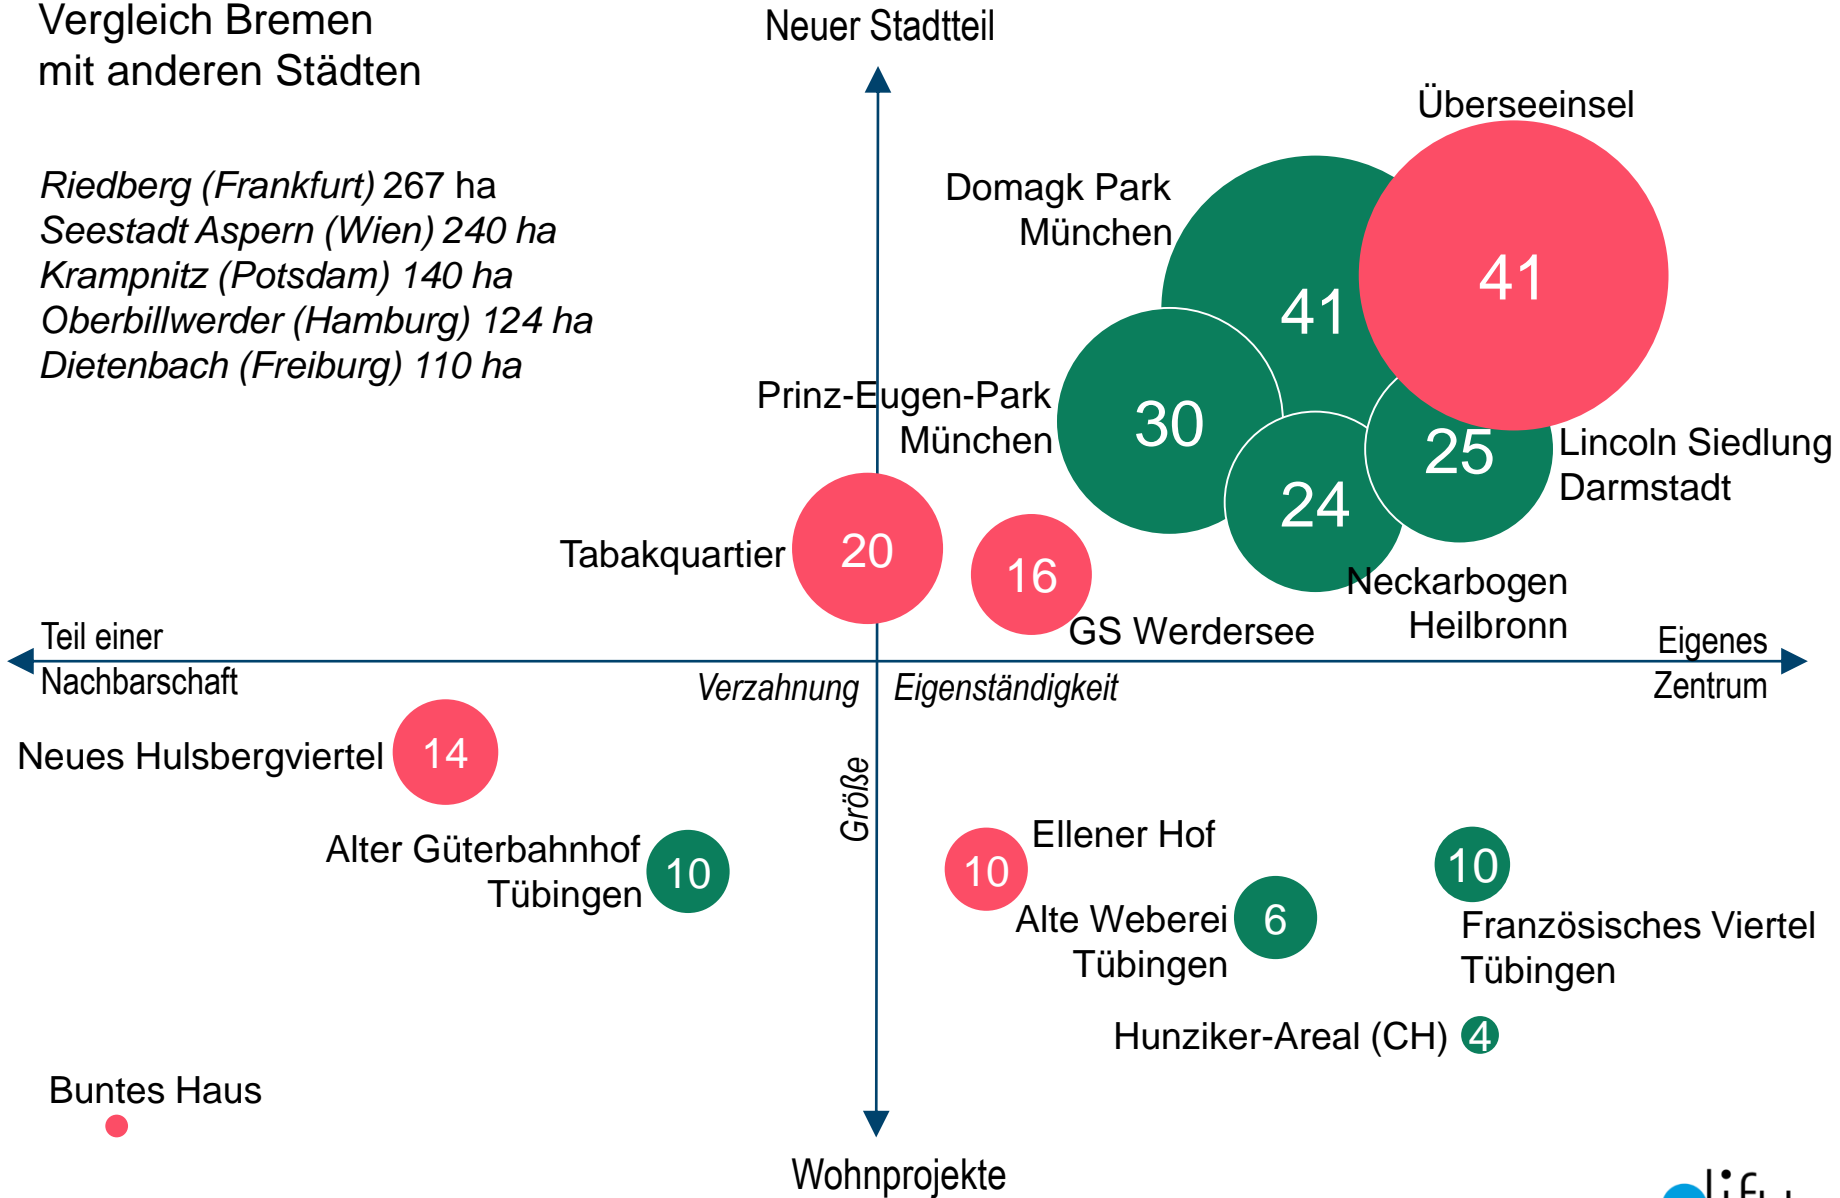 Vergleich Bremen
mit anderen Städten
Neuer Stadtteil
Riedberg (Frankfurt) 267 ha
Seestadt Aspern (Wien) 240 ha
Krampnitz (Potsdam) 140 ha
Oberbillwerder (Hamburg) 124 ha
Dietenbach (Freiburg) 110 ha
Überseeinsel
41
Domagk Park
München
41
Prinz-Eugen-Park
München
30
24
25
Lincoln Siedlung
Darmstadt
Tabakquartier
20
16
GS Werdersee
Neckarbogen
Heilbronn
Teil einer
Nachbarschaft
Verzahnung
Eigenständigkeit
Eigenes
Zentrum
Neues Hulsbergviertel
14
Größe
Alter Güterbahnhof
Tübingen
10
Ellener Hof
10
Alte Weberei
Tübingen
6
10
Französisches Viertel
Tübingen
Hunziker-Areal (CH)
4
Buntes Haus
Wohnprojekte